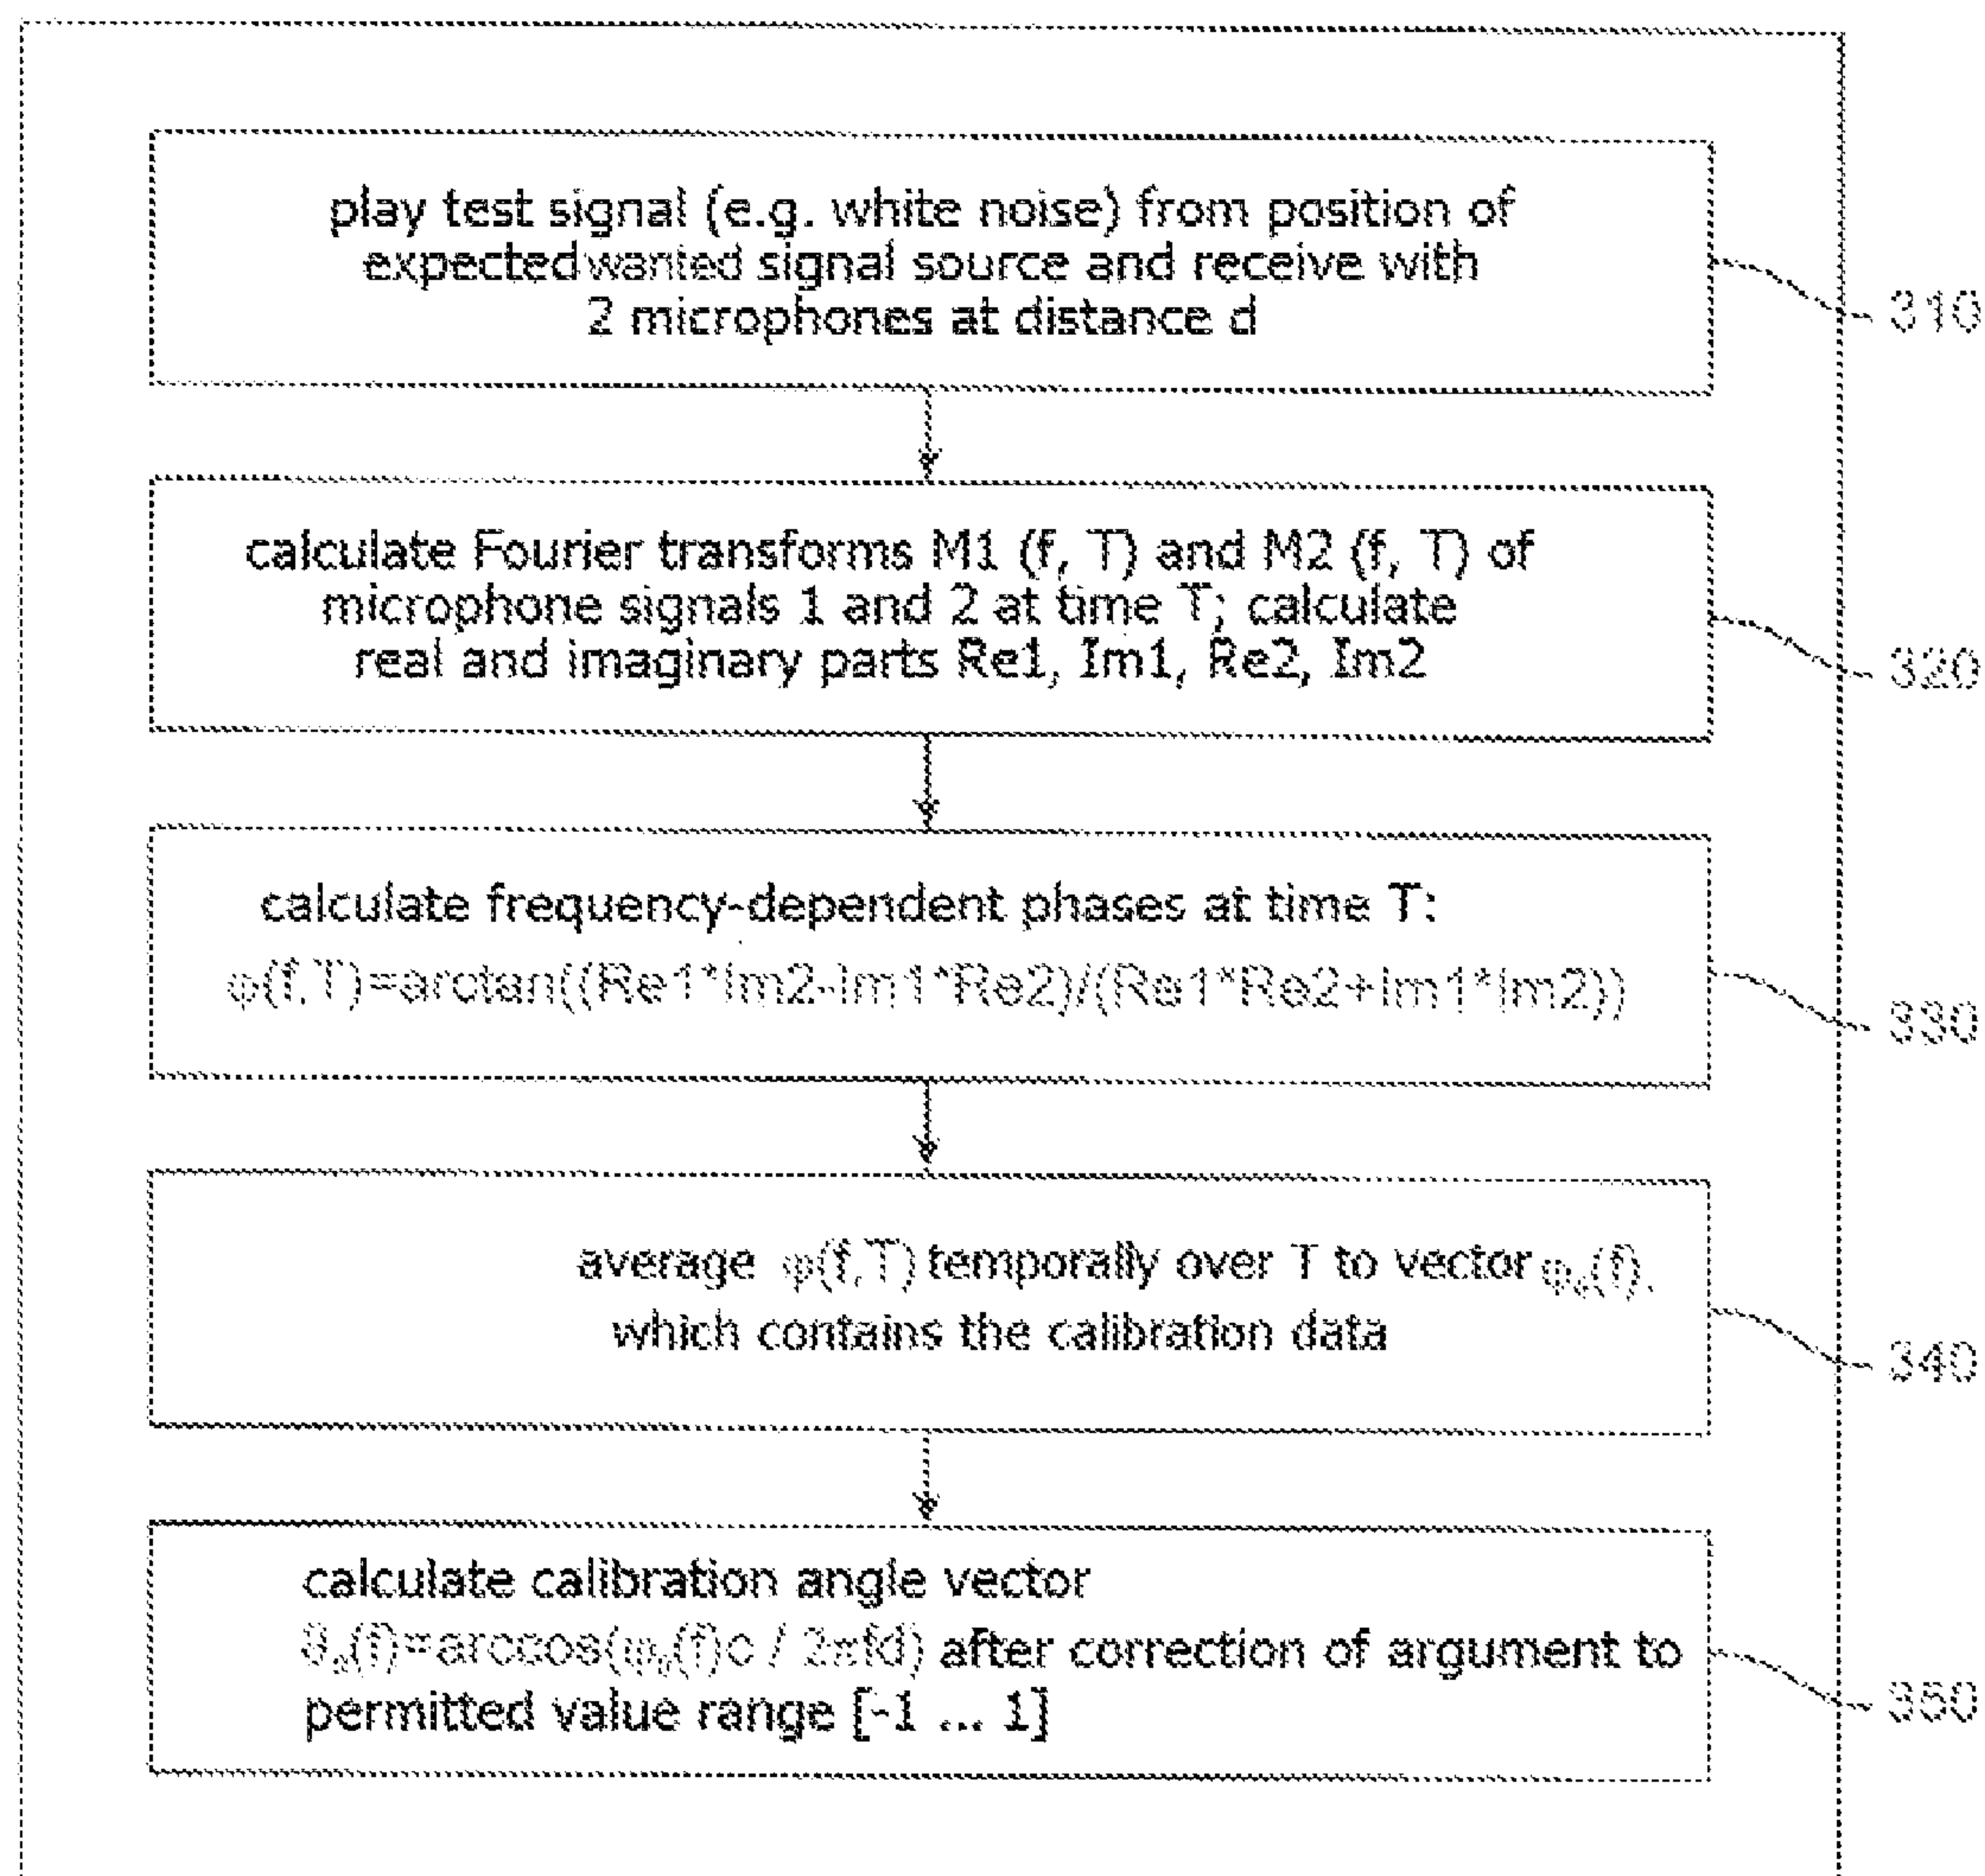 play test signal (e.g. white noise) from position of
expected wanted signal source and receive with
2 microphones at distance d
310
calculate Fourier transforms M1 (f, T) and M2 (f, T) of
microphone signals 1 and 2 at time T; calculate
real and imaginary parts Re1, Im1, Re2, Im2
320
calculate frequency-dependent phases at time T:
φ(f,T)=arctan((Re1*Im2-Im1*Re2)/(Re1*Re2+Im1*Im2))
330
average φ(f,T) temporally over T to vector φ₀(f),
which contains the calibration data
340
calculate calibration angle vector
θ₀(f)=arccos(φ₀(f)c / 2πfd) after correction of argument to
permitted value range [-1 ... 1]
350